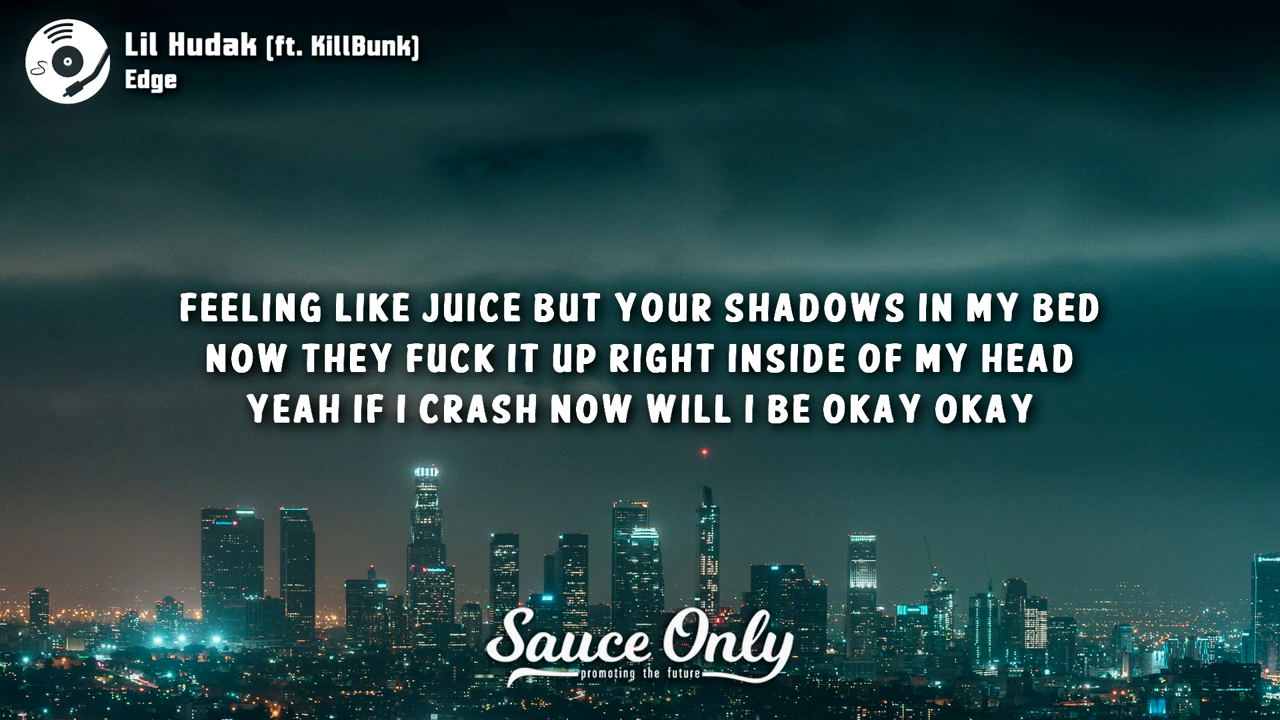 Lil Hudak [ft. KillBunk]
Edge
FEELING LIKE JUICE BUT YOUR SHADOWS IN MY BED
NOW THEY FUCK IT UP RIGHT INSIDE OF MY HEAD
YEAH IF I CRASH NOW WILL I BE OKAY OKAY
Sauce Only
promoting the future